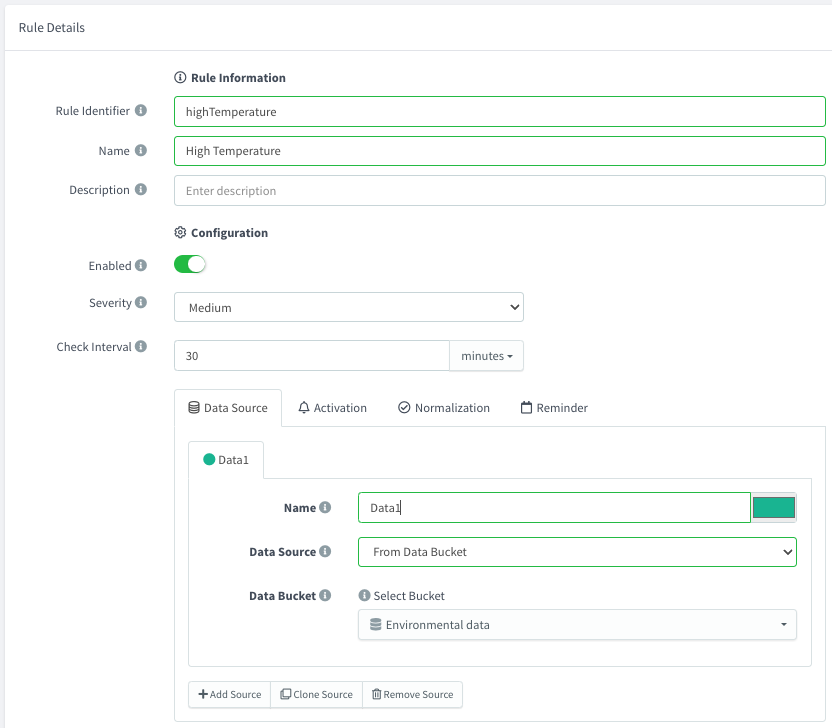 Rule Details
Rule Information
Rule Identifier highTemperature
Name High Temperature
Description Enter description
Configuration
Enabled
Severity Medium
Check Interval 30 minutes
Data Source Activation Normalization Reminder
Data1
Name Data1
Data Source From Data Bucket
Data Bucket Select Bucket
Environmental data
Add Source Clone Source Remove Source